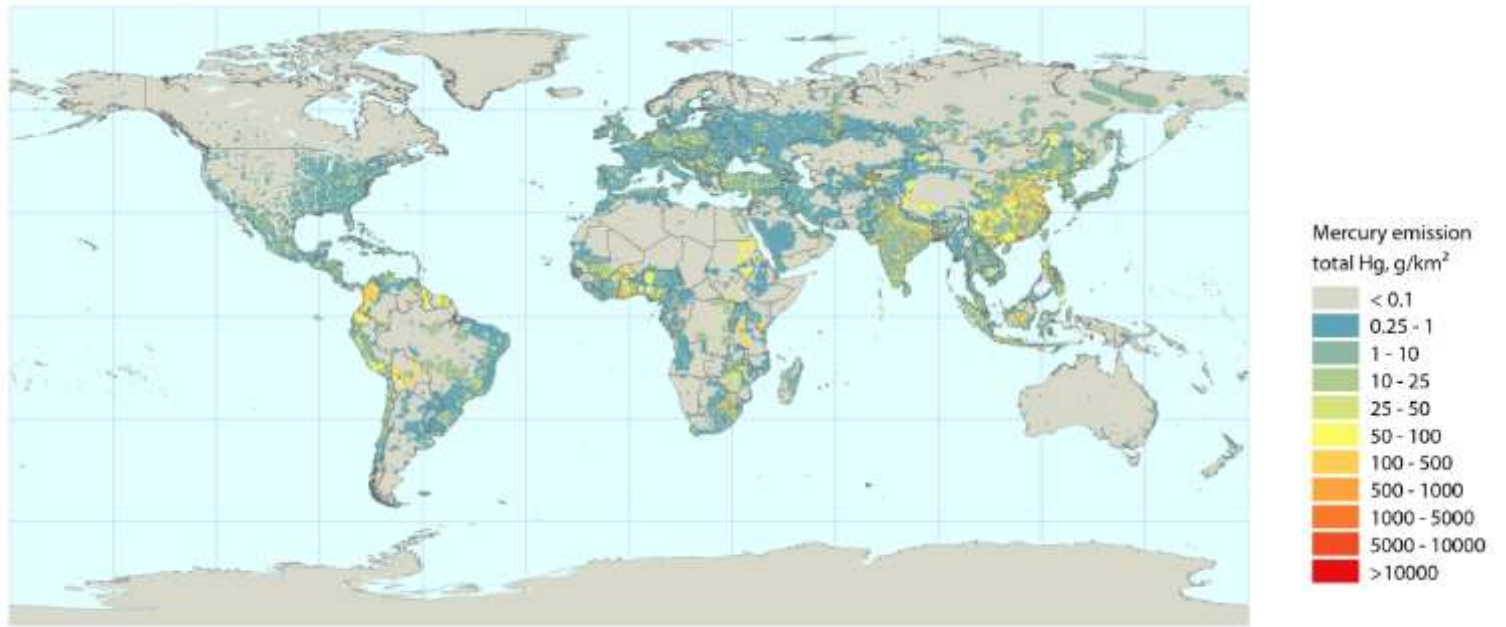 Mercury emission
total Hg, g/km²
< 0.1
0.25 - 1
1 - 10
10 - 25
25 - 50
50 - 100
100 - 500
500 - 1000
1000 - 5000
5000 - 10000
>10000